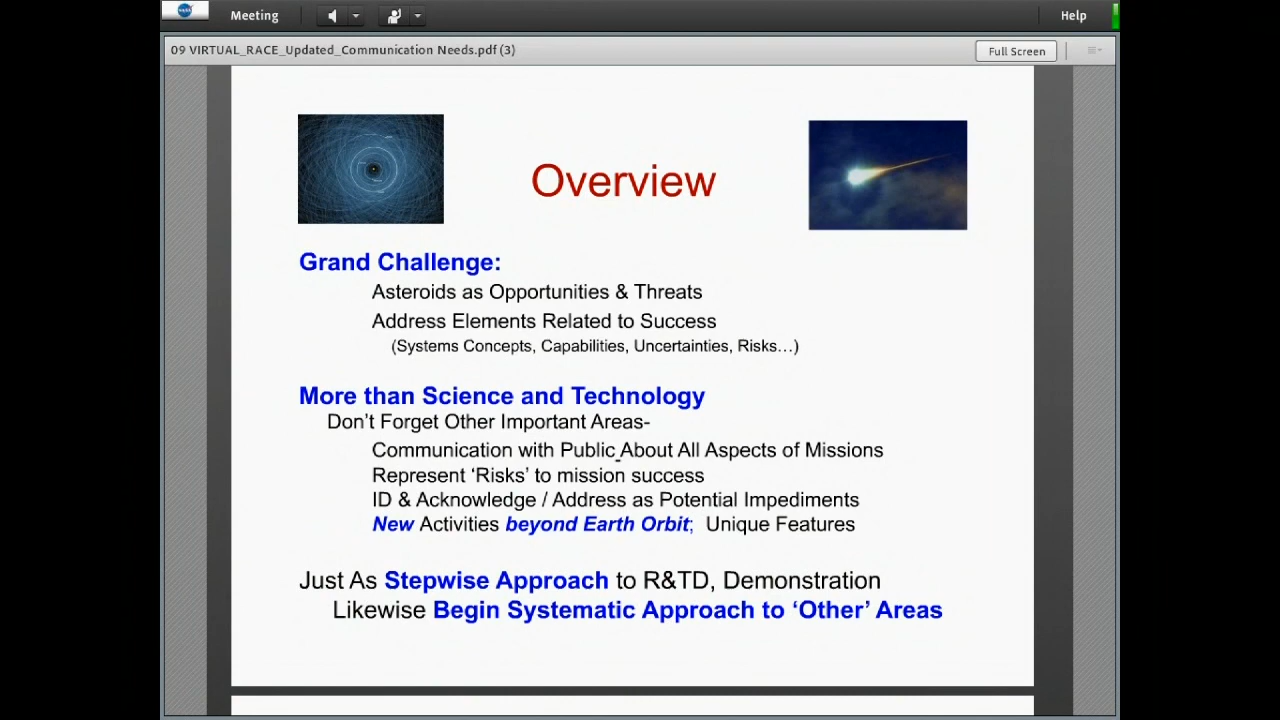 Meeting
Help
09 VIRTUAL_RACE_Updated_Communication Needs.pdf (3)
Full Screen
Overview
Grand Challenge:
Asteroids as Opportunities & Threats
Address Elements Related to Success
(Systems Concepts, Capabilities, Uncertainties, Risks…)
More than Science and Technology
Don’t Forget Other Important Areas-
Communication with Public About All Aspects of Missions
Represent ‘Risks’ to mission success
ID & Acknowledge / Address as Potential Impediments
New Activities beyond Earth Orbit; Unique Features
Just As Stepwise Approach to R&TD, Demonstration
Likewise Begin Systematic Approach to ‘Other’ Areas